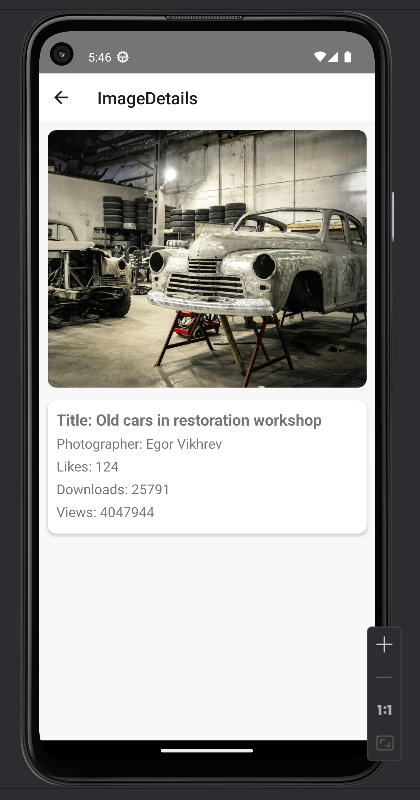 5:46
ImageDetails
Title: Old cars in restoration workshop
Photographer: Egor Vikhrev
Likes: 124
Downloads: 25791
Views: 4047944
1:1